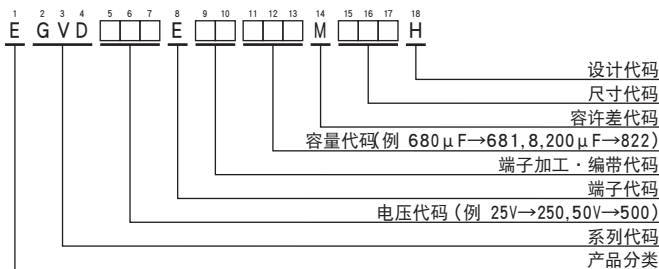 1 2 3 4 5 6 7 8 9 10 11 12 13 14 15 16 17 18
E G V D □□□ E □□ □□□ M □□□ H
设计代码
尺寸代码
容许差代码
容量代码(例 680μF→681,8,200μF→822)
端子加工・编带代码
端子代码
电压代码(例 25V→250,50V→500)
系列代码
产品分类